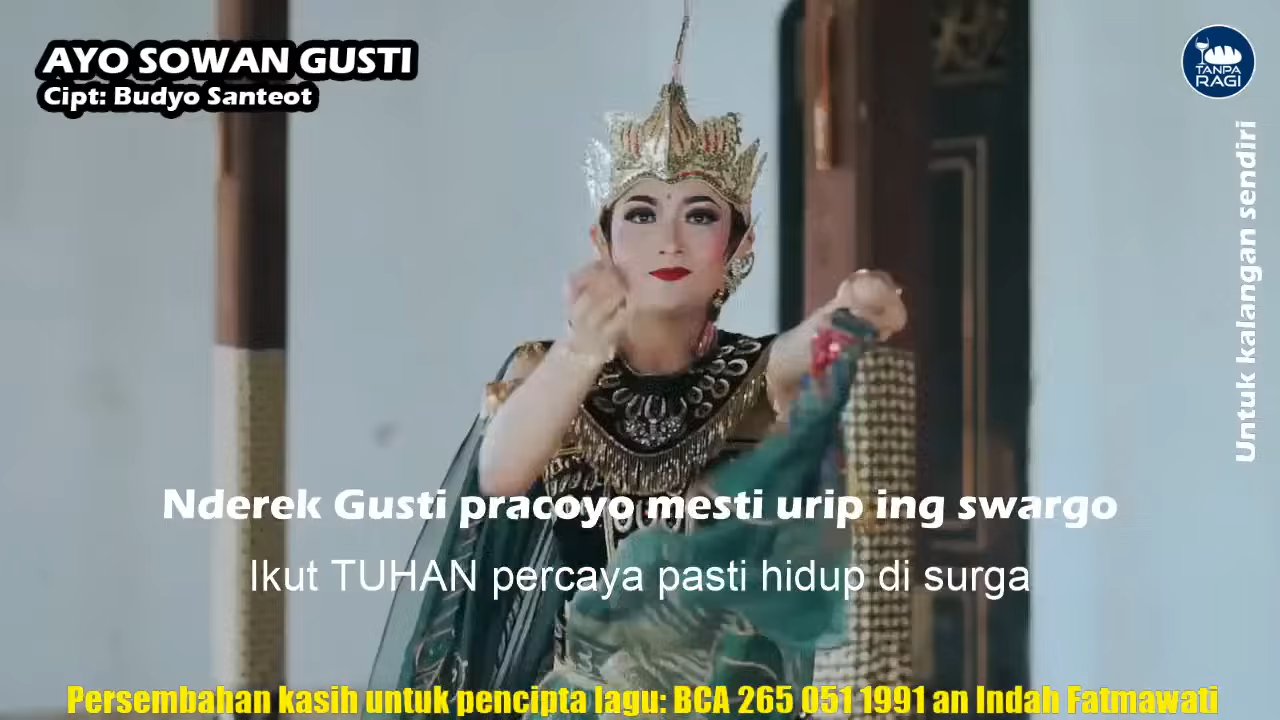 AYO SOWAN GUSTI
Cipt: Budyo Santeot
TANPA
RAGI
Untuk kalangan sendiri
Nderek Gusti pracoyo mesti urip ing swargo
Ikut TUHAN percaya pasti hidup di surga
Persembahan kasih untuk pencipta lagu: BCA 265 051 1991 an Indah Fatmawati